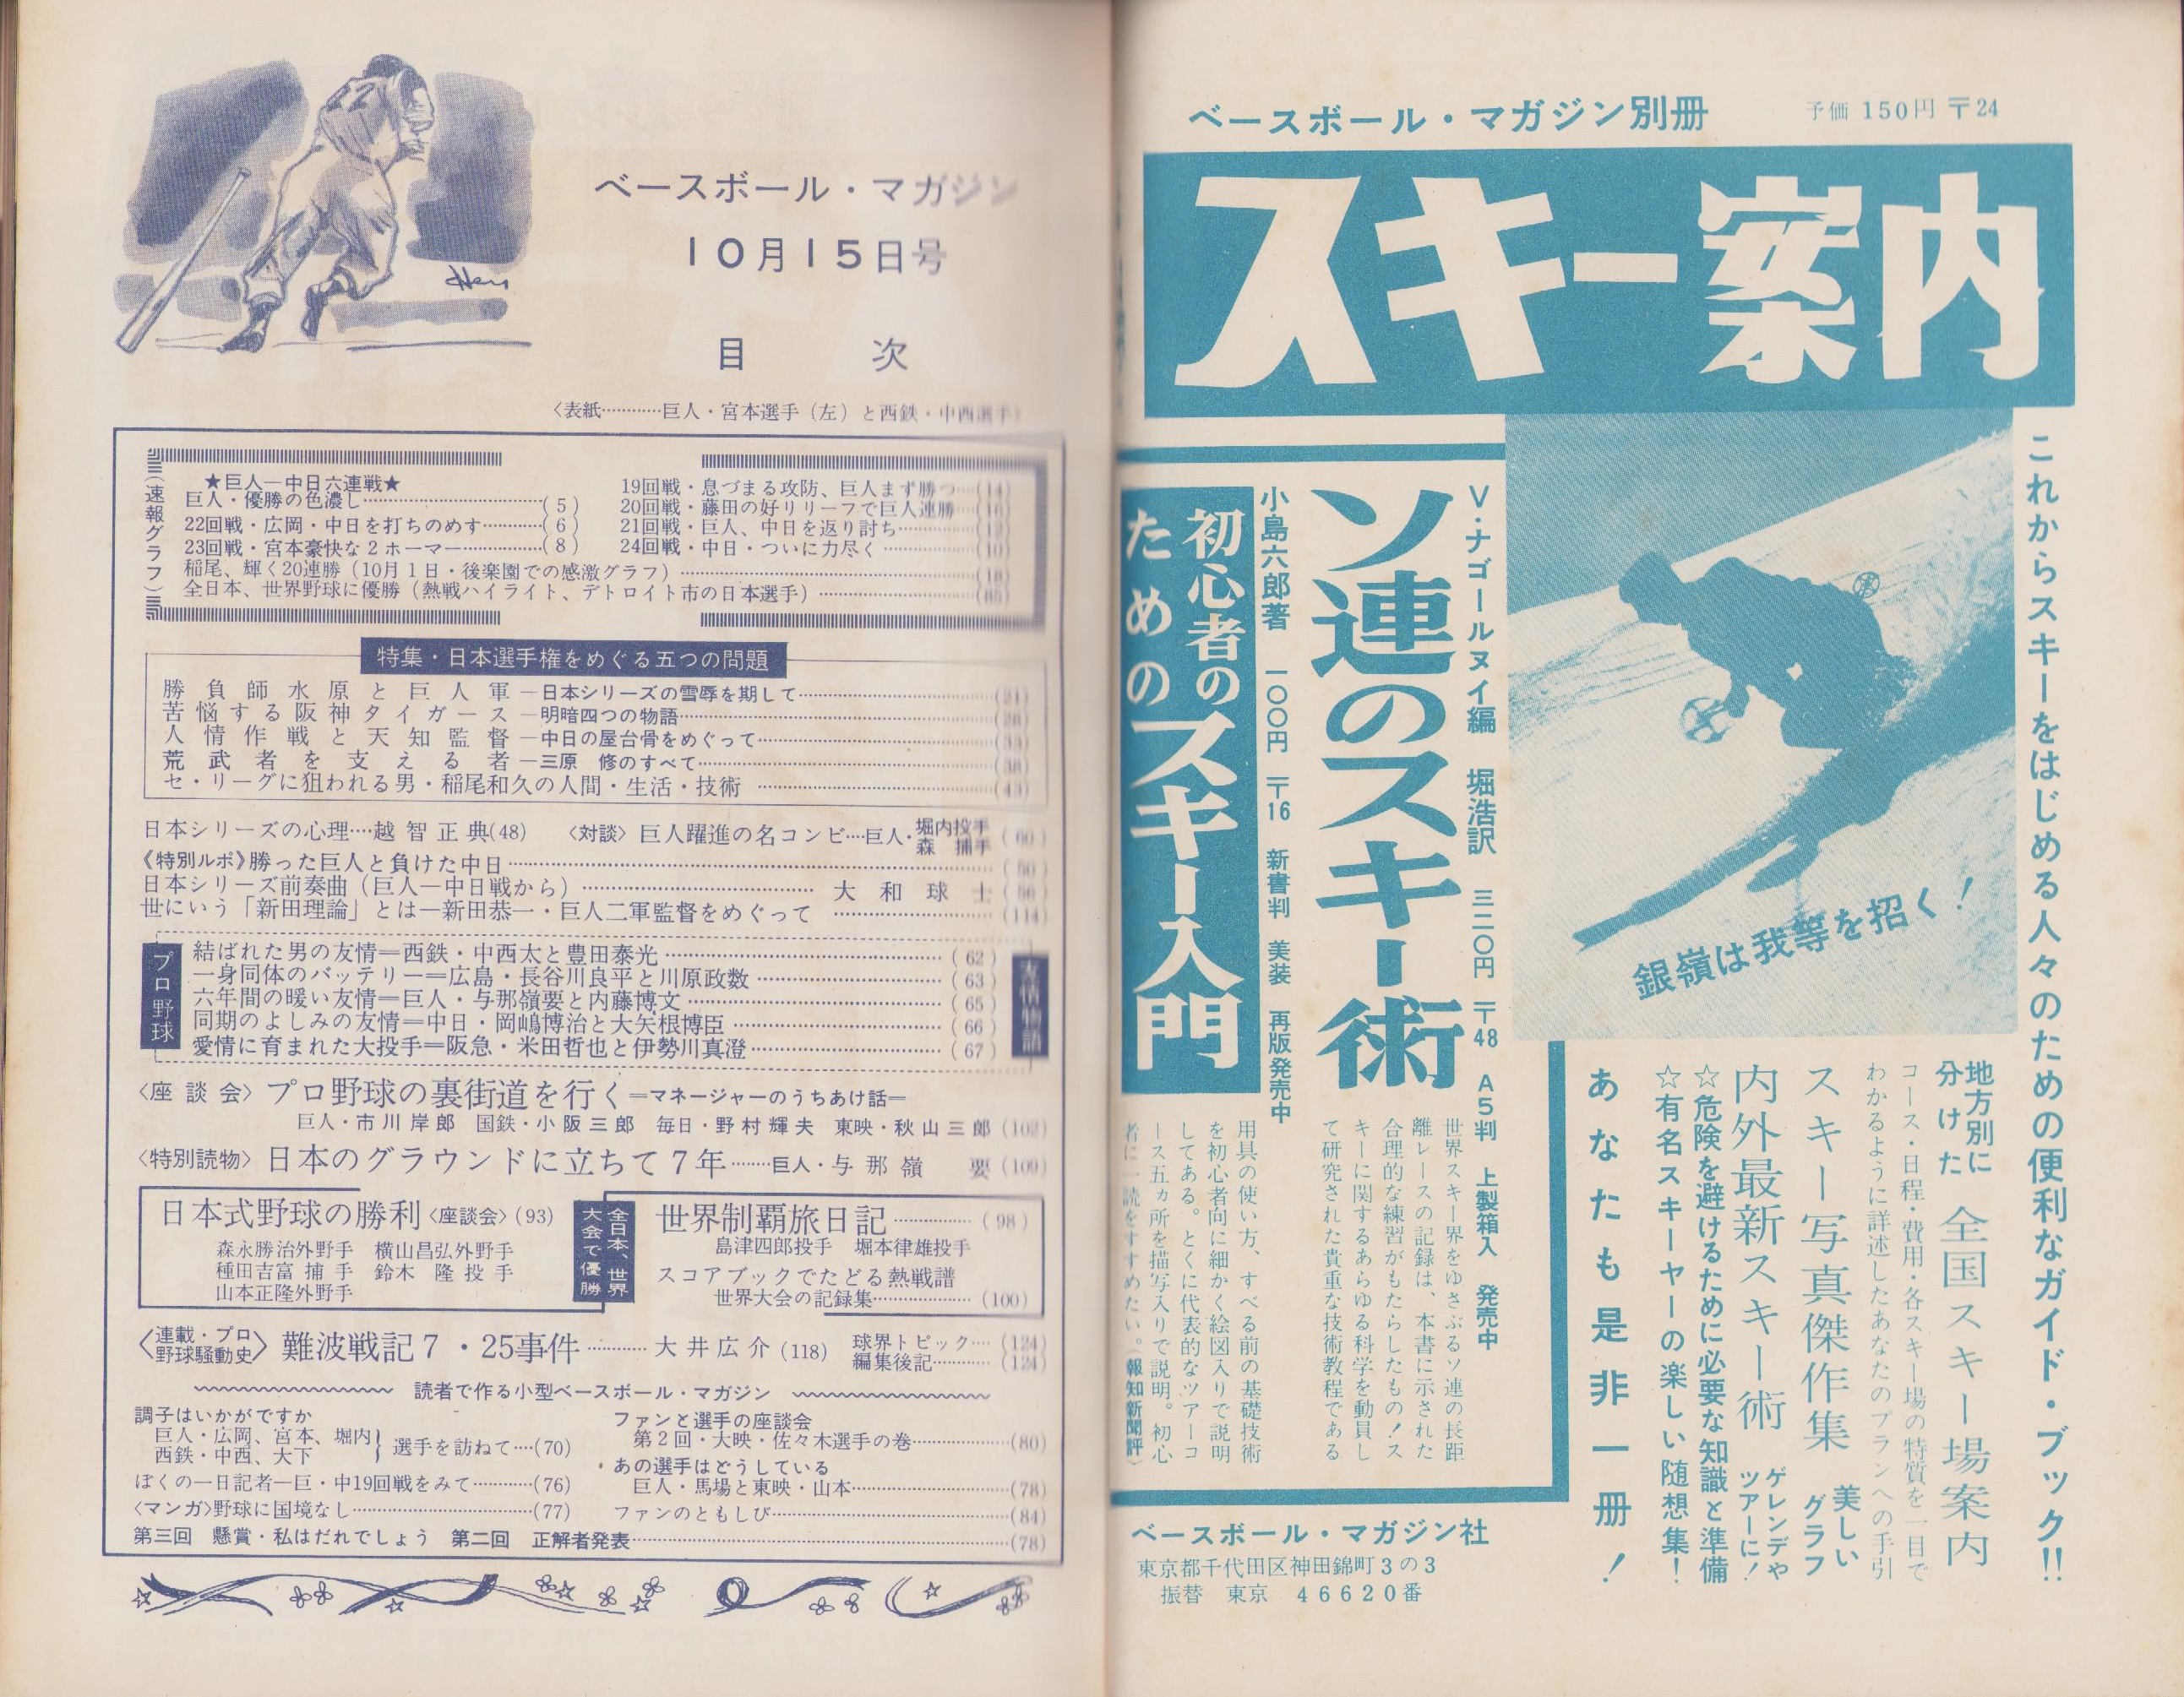 ベースボール・マガジン
10月15日号
目 次
〈表紙…………巨人・宮本選手（左）と西鉄・中西選手〉
（速報グラフ）
★巨人―中日六連戦★
巨人・優勝の色濃し……(5)
22回戦・広岡・中日を打ちのめす……(6)
23回戦・宮本豪快な2ホーマー……(8)
19回戦・息づまる攻防、巨人まず勝つ…(14)
20回戦・藤田の好リリーフで巨人連勝…(16)
21回戦・巨人、中日を返り討ち……(12)
24回戦・中日・ついに力尽く……(10)
稲尾、輝く20連勝（10月1日・後楽園での感激グラフ）……(18)
全日本、世界野球に優勝（熱戦ハイライト、デトロイト市の日本選手）……(85)
特集・日本選手権をめぐる五つの問題
勝負師水原と巨人軍―日本シリーズの雪辱を期して……(21)
苦悩する阪神タイガース―明暗四つの物語……(28)
人情作戦と天知監督―中日の屋台骨をめぐって……(33)
荒武者を支える者―三原 修のすべて……(38)
セ・リーグに狙われる男・稲尾和久の人間・生活・技術……(43)
日本シリーズの心理…越智正典(48)
〈対談〉巨人躍進の名コンビ…巨人・堀内投手 森 捕手(60)
《特別ルポ》勝った巨人と負けた中日……(50)
日本シリーズ前奏曲（巨人―中日戦から）……大和球士(56)
世にいう「新田理論」とは―新田恭一・巨人二軍監督をめぐって……(114)
プロ野球
友情物語
結ばれた男の友情＝西鉄・中西太と豊田泰光……(62)
一身同体のバッテリー＝広島・長谷川良平と川原政数……(63)
六年間の暖い友情＝巨人・与那嶺要と内藤博文……(65)
同期のよしみの友情＝中日・岡嶋博治と大矢根博臣……(66)
愛情に育まれた大投手＝阪急・米田哲也と伊勢川真澄……(67)
〈座談会〉プロ野球の裏街道を行く＝マネージャーのうちあけ話＝
巨人・市川岸郎 国鉄・小阪三郎 毎日・野村輝夫 東映・秋山三郎(102)
〈特別読物〉日本のグラウンドに立ちて7年……巨人・与那嶺 要(109)
日本式野球の勝利〈座談会〉(93)
森永勝治外野手 横山昌弘外野手
種田吉富 捕手 鈴木 隆 投手
山本正隆外野手
全日本、世界
大会で優勝
世界制覇旅日記……(98)
島津四郎投手 堀本律雄投手
スコアブックでたどる熱戦譜
世界大会の記録集……(100)
〈連載・プロ野球騒動史〉難波戦記7・25事件……大井広介(118)
球界トピック…(124)
編集後記……(124)
読者で作る小型ベースボール・マガジン
調子はいかがですか
巨人・広岡、宮本、堀内
西鉄・中西、大下
選手を訪ねて…(70)
ぼくの一日記者―巨・中19回戦をみて……(76)
〈マンガ〉野球に国境なし……(77)
第三回 懸賞・私はだれでしょう 第二回 正解者発表……(78)
ファンと選手の座談会
第2回・大映・佐々木選手の巻……(80)
あの選手はどうしている
巨人・馬場と東映・山本……(78)
ファンのともしび……(84)
ベースボール・マガジン別冊
予価 150円 〒24
スキー案内
これからスキーをはじめる人々のための便利なガイド・ブック!!
銀嶺は我等を招く！
地方別に分けた 全国スキー場案内
コース・日程・費用・各スキー場の特質を一目で
わかるように詳述したあなたのプランへの手引
スキー写真傑作集 美しいグラフ
内外最新スキー術 ゲレンデやツアーに！
☆危険を避けるために必要な知識と準備
☆有名スキーヤーの楽しい随想集！
あなたも是非一冊！
V・ナゴールヌイ編 堀浩訳 三二〇円 〒48 A5判 上製箱入 発売中
ソ連のスキー術
世界スキー界をゆさぶるソ連の長距
離レースの記録は、本書に示された
合理的な練習がもたらしたもの！ス
キーに関するあらゆる科学を動員し
て研究された貴重な技術教程である
小島六郎著 一〇〇円 〒16 新書判 美装 再版発売中
初心者の
ためのスキー入門
用具の使い方、すべる前の基礎技術
を初心者向に細かく絵図入りで説明
してある。とくに代表的なツアーコ
ース五ヵ所を描写入りで説明。初心
者に一読をすすめたい。（報知新聞評）
ベースボール・マガジン社
東京都千代田区神田錦町3の3
振替 東京 46620番